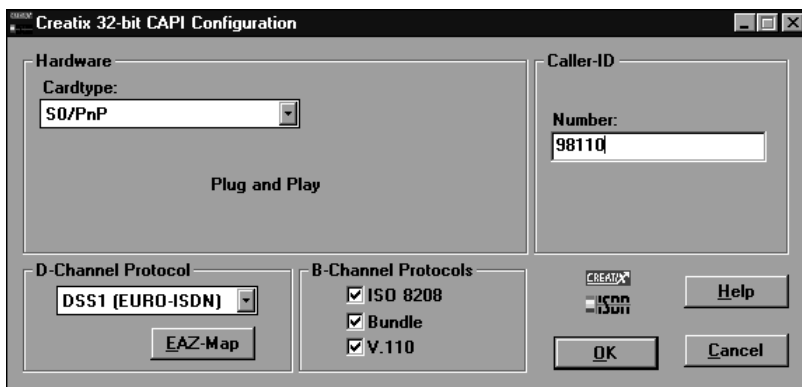 Creatix 32-bit CAPI Configuration
Hardware
Cardtype:
S0/PnP
Plug and Play
Caller-ID
Number:
98110
D-Channel Protocol
DSS1 (EURO-ISDN)
EAZ-Map
B-Channel Protocols
ISO 8208
Bundle
V.110
CREATIX
ISDN
Help
OK
Cancel